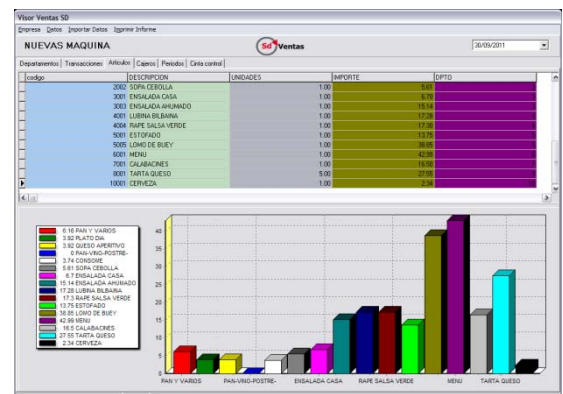 Visor Ventas SD
Empresa Datos Importar Datos Imprimir Informe
NUEVAS MAQUINA
Sd Ventas
30/09/2011
Departamentos Transacciones Articulos Cajeros Periodos Cinta control
codigo DESCRIPCION UNIDADES IMPORTE DPTO
2002 SOPA CEBOLLA 1.00 5.61
3001 ENSALADA CASA 1.00 6.70
3003 ENSALADA AHUMADO 1.00 15.14
4001 LUBINA BILBAINA 1.00 17.28
4004 RAPE SALSA VERDE 1.00 17.30
5001 ESTOFADO 1.00 13.75
5005 LOMO DE BUEY 1.00 38.85
6001 MENU 1.00 42.99
7001 CALABACINES 1.00 16.50
8001 TARTA QUESO 5.00 27.55
10001 CERVEZA 1.00 2.34
6.16 PAN Y VARIOS
3.92 PLATO DIA
3.92 QUESO APERITIVO
0 PAN-VINO-POSTRE-
3.74 CONSOME
5.61 SOPA CEBOLLA
6.7 ENSALADA CASA
15.14 ENSALADA AHUMADO
17.28 LUBINA BILBAINA
17.3 RAPE SALSA VERDE
13.75 ESTOFADO
38.85 LOMO DE BUEY
42.99 MENU
16.5 CALABACINES
27.55 TARTA QUESO
2.34 CERVEZA
40
35
30
25
20
15
10
5
0
PAN Y VARIOS PAN-VINO-POSTRE- ENSALADA CASA RAPE SALSA VERDE MENU TARTA QUESO